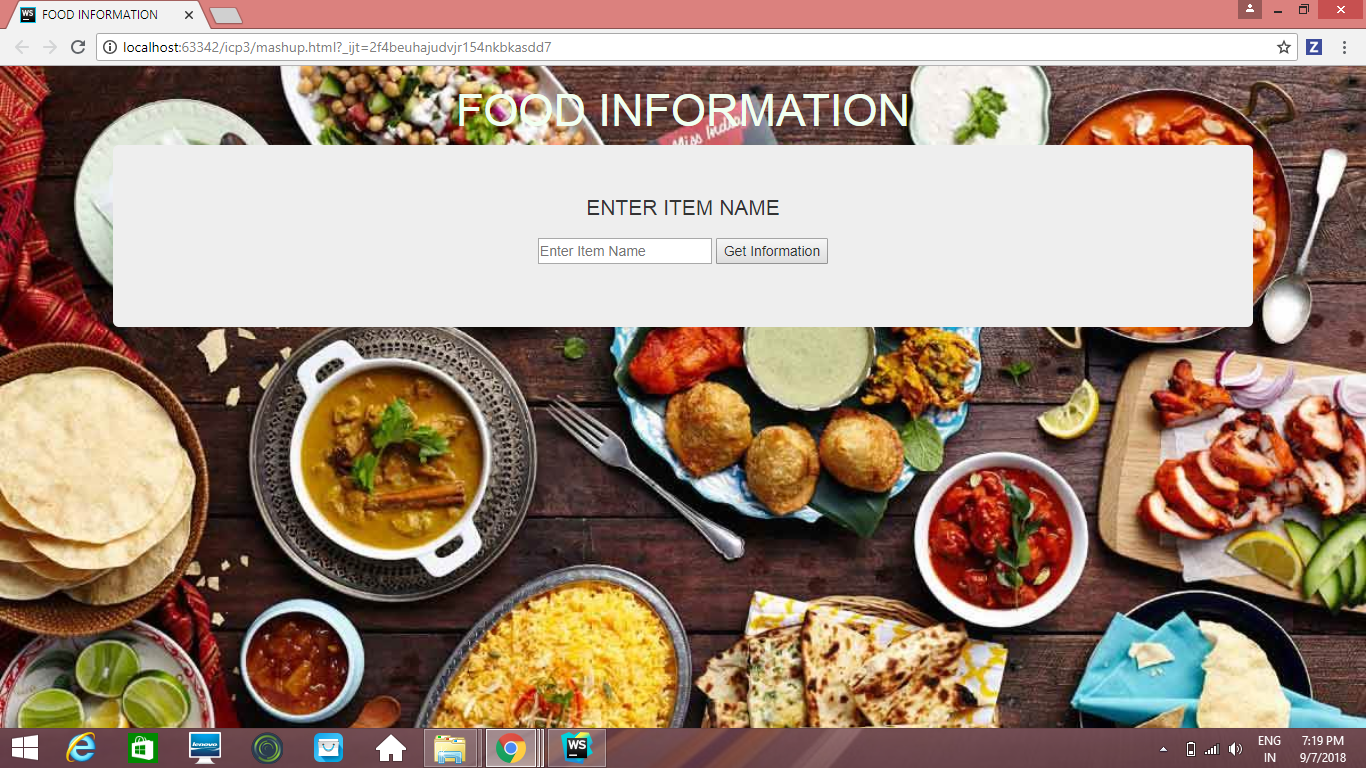 WS FOOD INFORMATION
localhost:63342/icp3/mashup.html?_ijt=2f4beuhajudvjr154nkbkasdd7
Z
FOOD INFORMATION
Miss India
ENTER ITEM NAME
Enter Item Name Get Information
lenovo
WS
ENG 7:19 PM
IN 9/7/2018